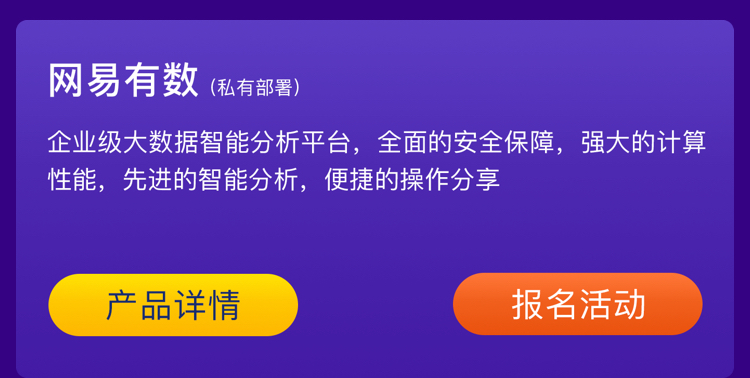 网易有数（私有部署）
企业级大数据智能分析平台，全面的安全保障，强大的计算
性能，先进的智能分析，便捷的操作分享
产品详情 报名活动